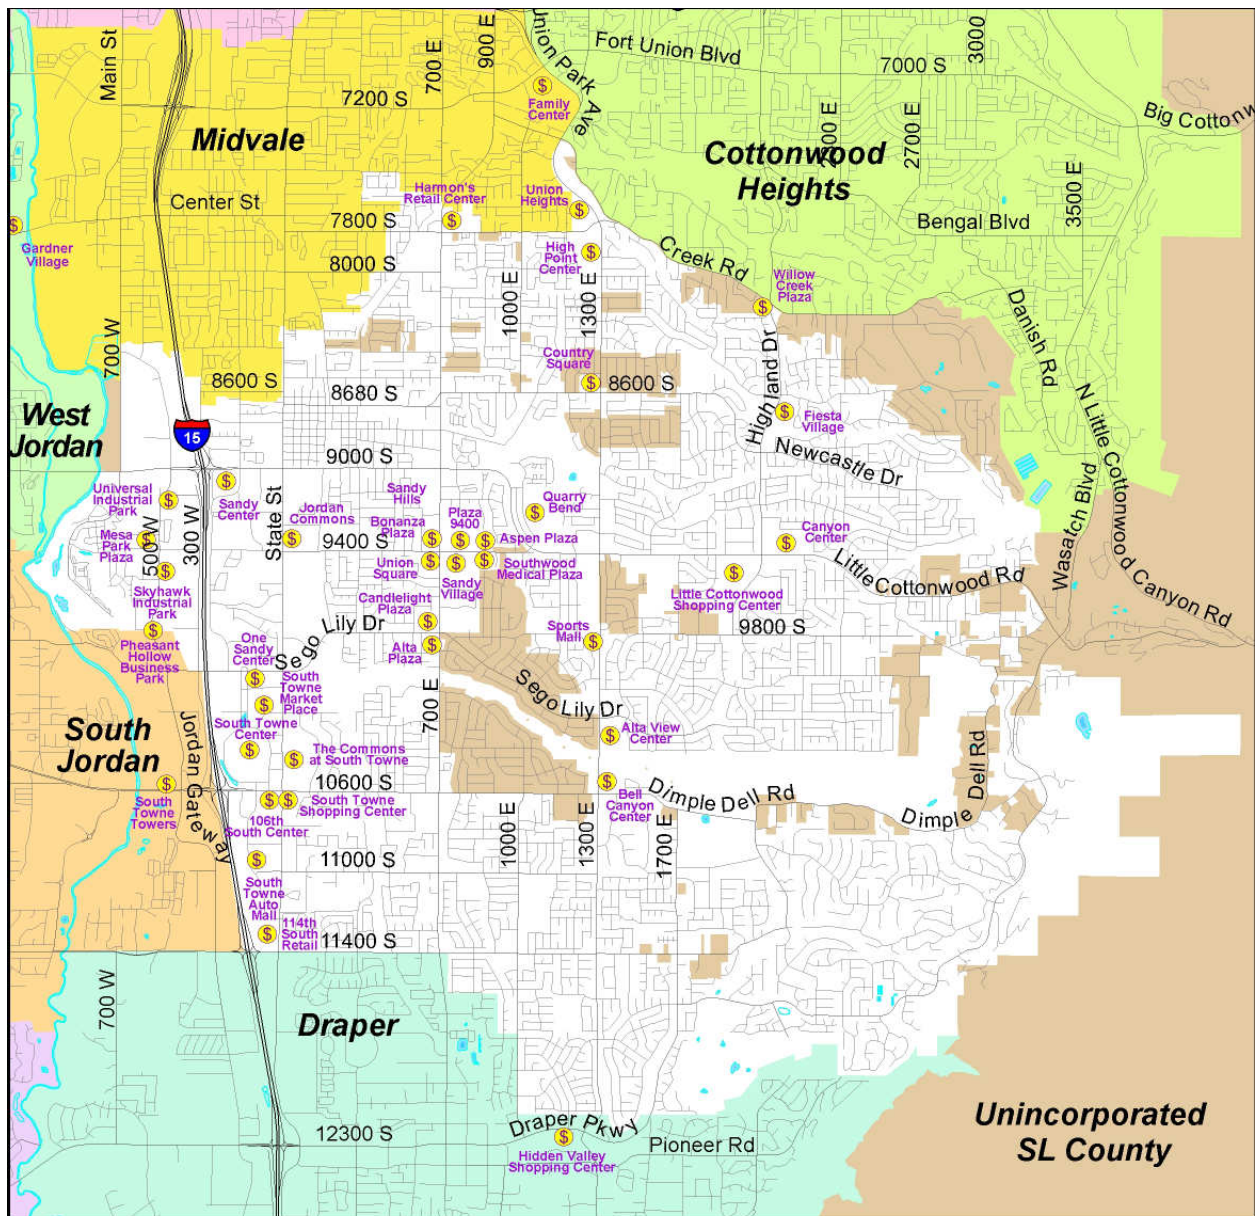 Main St
700 E
900 E
Union Park Ave
Fort Union Blvd
3000
7000 S
7200 S
Family
Center
Big Cottonw
Midvale
Cottonwood
Heights
2700 E
3500 E
Center St
Harmon's
Retail Center
Union
Heights
7800 S
Bengal Blvd
Gardner
Village
8000 S
High
Point
Center
Creek Rd
Willow
Creek
Plaza
1000 E
1300 E
Danish Rd
700 W
Highland Dr
Country
Square
8600 S
8680 S
8600 S
N Little Cottonwood Canyon Rd
West
Jordan
Fiesta
Village
15
9000 S
Newcastle Dr
Wasatch Blvd
Universal
Industrial
Park
Sandy
Center
State St
Jordan
Commons
Sandy
Hills
Bonanza
Plaza
Plaza
9400
Quarry
Bend
Aspen Plaza
Canyon
Center
Mesa
Park
Plaza
500 W
300 W
9400 S
Union
Square
Sandy
Village
Southwood
Medical Plaza
Little Cottonwood Rd
Skyhawk
Industrial
Park
Candlelight
Plaza
Little Cottonwood
Shopping Center
9800 S
Sego Lily Dr
Sports
Mall
Alta
Plaza
Pheasant
Hollow
Business
Park
One
Sandy
Center
South
Towne
Market
Place
700 E
Sego Lily Dr
South
Jordan
Jordan Gateway
South Towne
Center
The Commons
at South Towne
Alta View
Center
Dimple Dell Rd
10600 S
South
Towne
Towers
South Towne
Shopping Center
106th
South Center
Bell
Canyon
Center
Dimple Dell Rd
1000 E
1300 E
1700 E
11000 S
South
Towne
Auto
Mall
114th
South
Retail
11400 S
700 W
Draper
12300 S
Draper Pkwy
Pioneer Rd
Hidden Valley
Shopping Center
Unincorporated
SL County